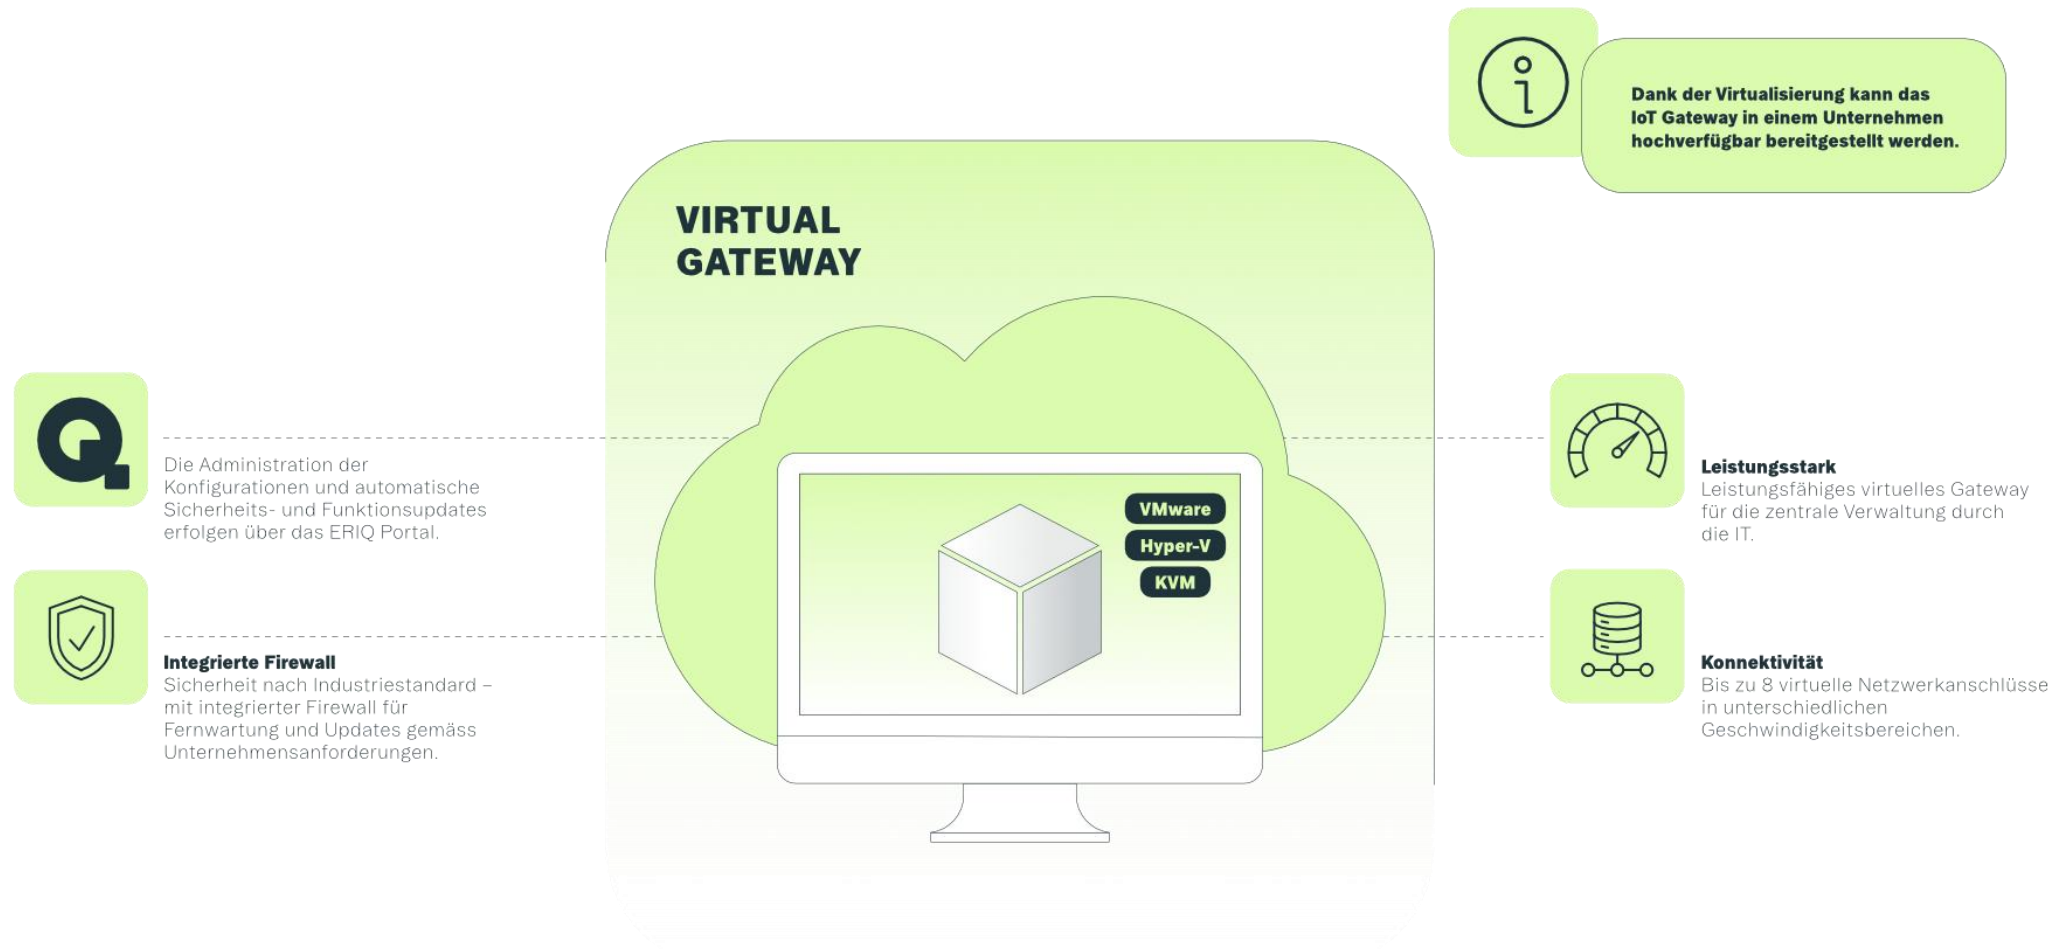 Dank der Virtualisierung kann das
IoT Gateway in einem Unternehmen
hochverfügbar bereitgestellt werden.
VIRTUAL
GATEWAY
VMware
Hyper-V
KVM
Die Administration der
Konfigurationen und automatische
Sicherheits- und Funktionsupdates
erfolgen über das ERIQ Portal.
Integrierte Firewall
Sicherheit nach Industriestandard –
mit integrierter Firewall für
Fernwartung und Updates gemäss
Unternehmensanforderungen.
Leistungsstark
Leistungsfähiges virtuelles Gateway
für die zentrale Verwaltung durch
die IT.
Konnektivität
Bis zu 8 virtuelle Netzwerkanschlüsse
in unterschiedlichen
Geschwindigkeitsbereichen.